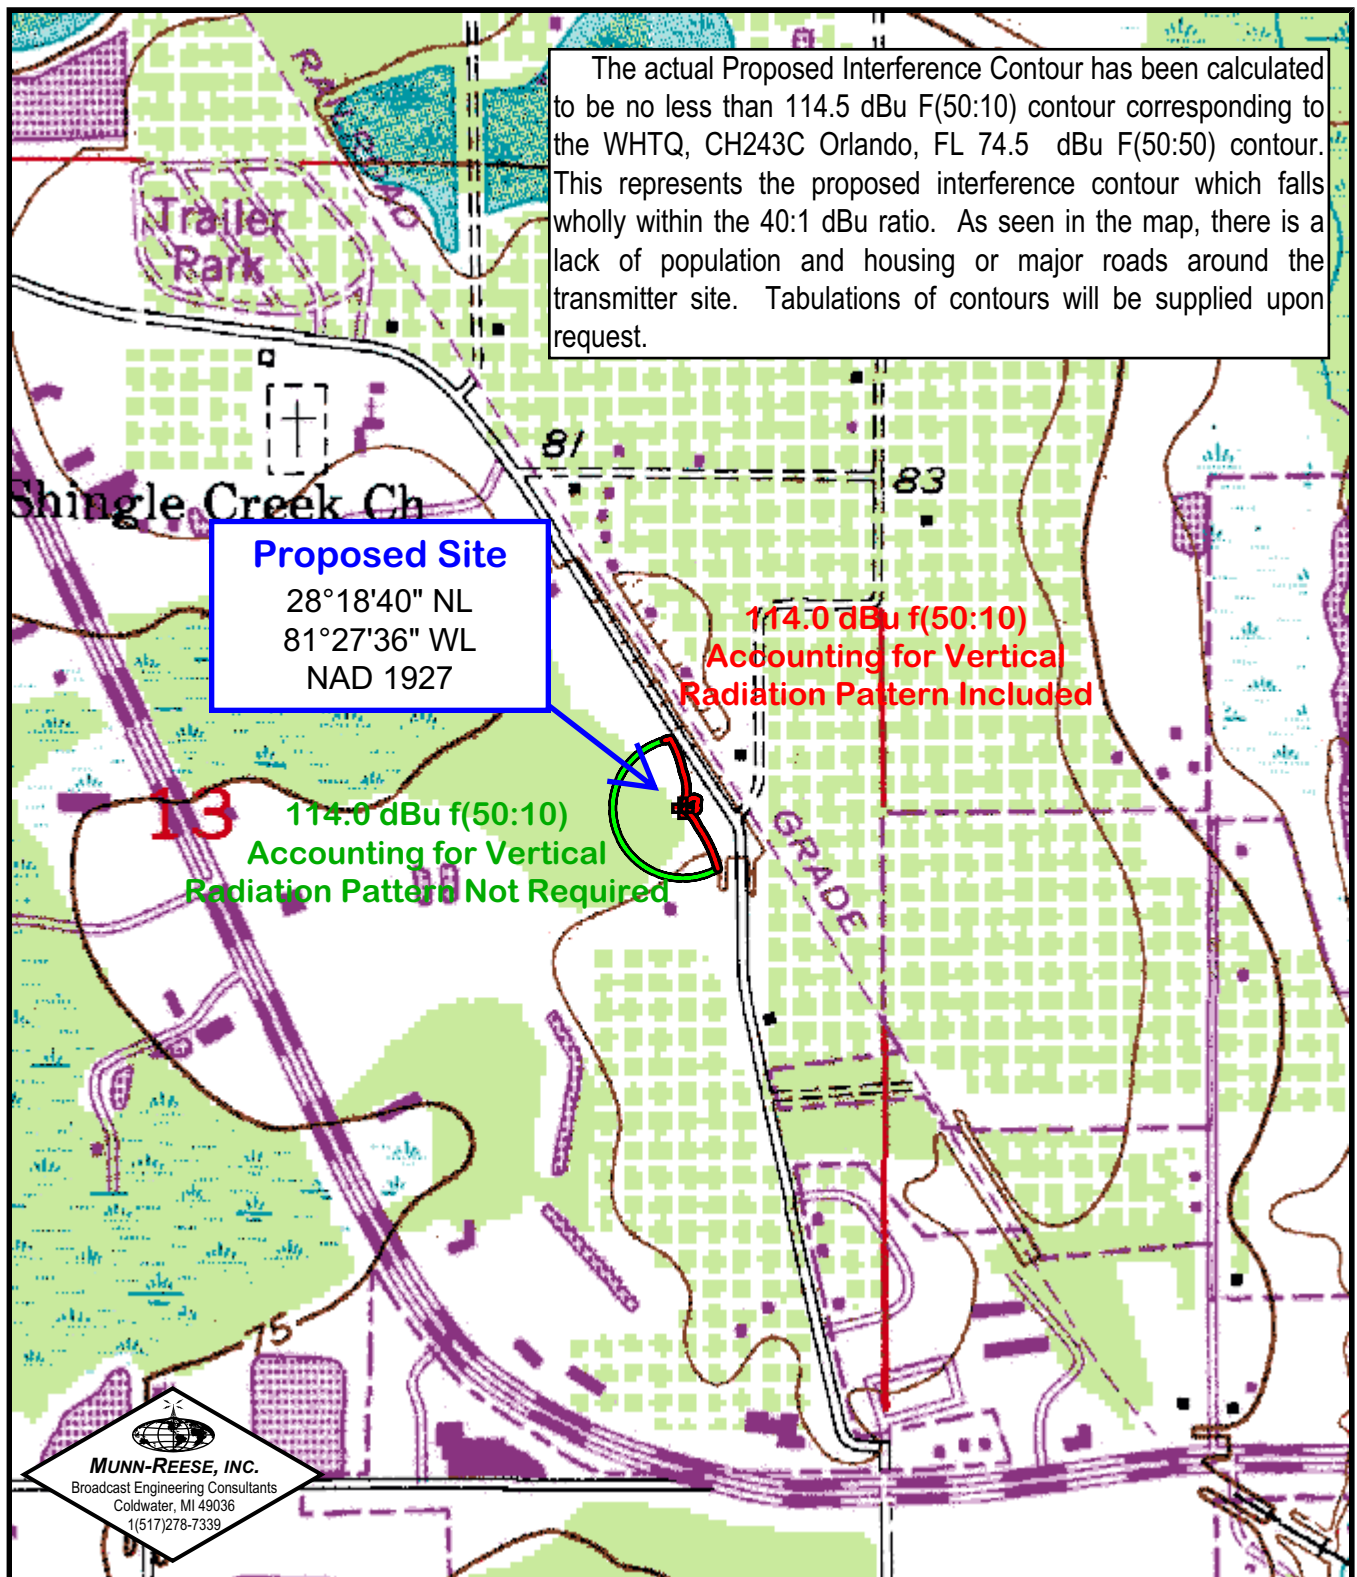 The actual Proposed Interference Contour has been calculated
to be no less than 114.5 dBu F(50:10) contour corresponding to
the WHTQ, CH243C Orlando, FL 74.5 dBu F(50:50) contour.
This represents the proposed interference contour which falls
wholly within the 40:1 dBu ratio. As seen in the map, there is a
lack of population and housing or major roads around the
transmitter site. Tabulations of contours will be supplied upon
request.
RAILROAD
Trailer
Park
81
83
Shingle Creek Ch
Proposed Site
28°18'40" NL
81°27'36" WL
NAD 1927
114.0 dBu f(50:10)
Accounting for Vertical
Radiation Pattern Included
13
114.0 dBu f(50:10)
Accounting for Vertical
Radiation Pattern Not Required
GRADE
75
MUNN-REESE, INC.
Broadcast Engineering Consultants
Coldwater, MI 49036
1(517)278-7339